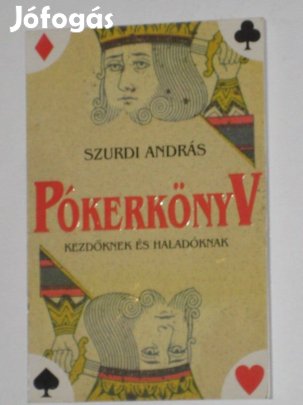 Jófogás
SZURDI ANDRÁS
PÓKERKÖNYV
KEZDŐKNEK ÉS HALADÓKNAK